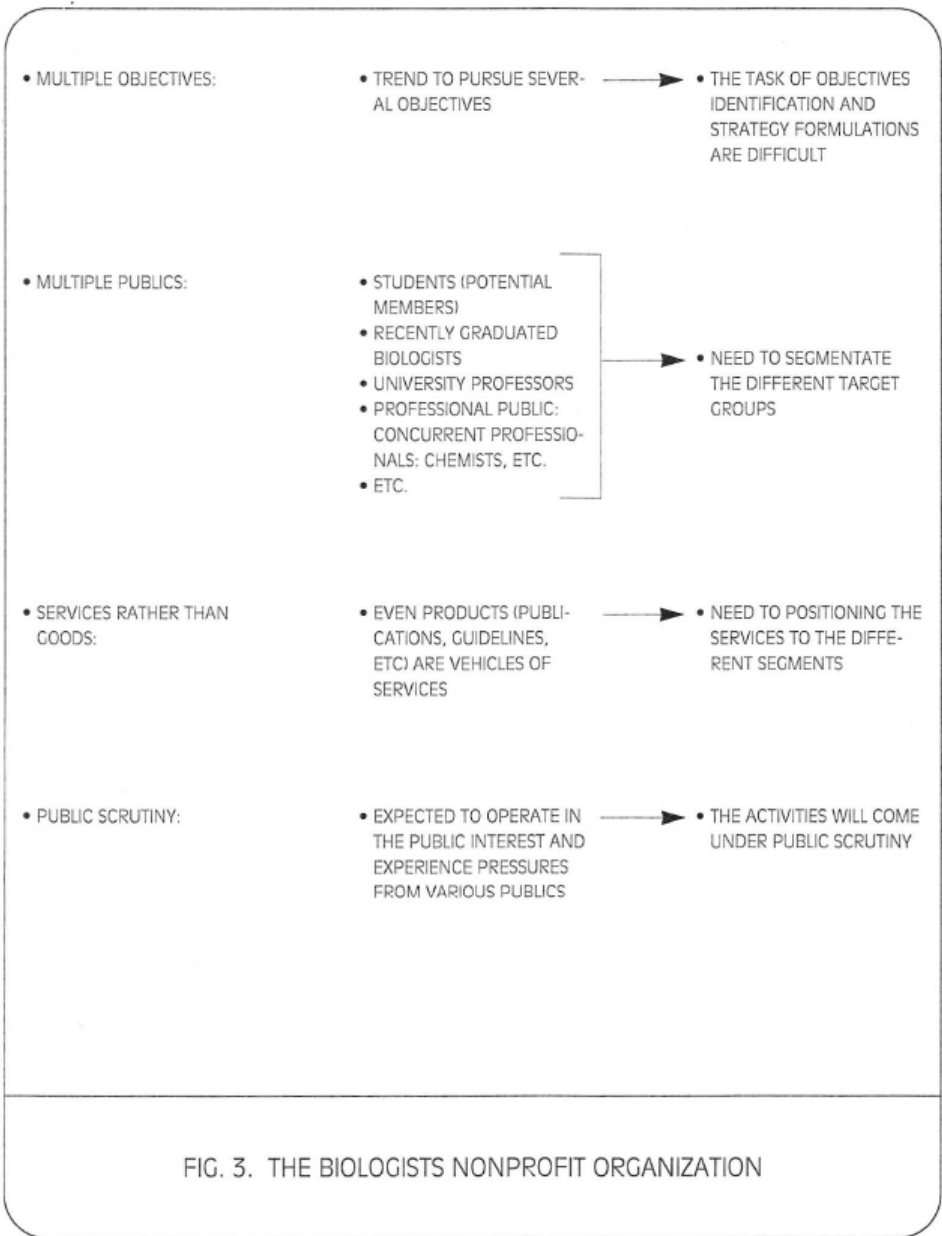 • MULTIPLE OBJECTIVES:
• TREND TO PURSUE SEVER-
AL OBJECTIVES
• THE TASK OF OBJECTIVES
IDENTIFICATION AND
STRATEGY FORMULATIONS
ARE DIFFICULT
• MULTIPLE PUBLICS:
• STUDENTS (POTENTIAL
MEMBERS)
• RECENTLY GRADUATED
BIOLOGISTS
• UNIVERSITY PROFESSORS
• PROFESSIONAL PUBLIC:
CONCURRENT PROFESSIO-
NALS: CHEMISTS, ETC.
• ETC.
• NEED TO SEGMENTATE
THE DIFFERENT TARGET
GROUPS
• SERVICES RATHER THAN
GOODS:
• EVEN PRODUCTS (PUBLI-
CATIONS, GUIDELINES,
ETC) ARE VEHICLES OF
SERVICES
• NEED TO POSITIONING THE
SERVICES TO THE DIFFE-
RENT SEGMENTS
• PUBLIC SCRUTINY:
• EXPECTED TO OPERATE IN
THE PUBLIC INTEREST AND
EXPERIENCE PRESSURES
FROM VARIOUS PUBLICS
• THE ACTIVITIES WILL COME
UNDER PUBLIC SCRUTINY
FIG. 3. THE BIOLOGISTS NONPROFIT ORGANIZATION